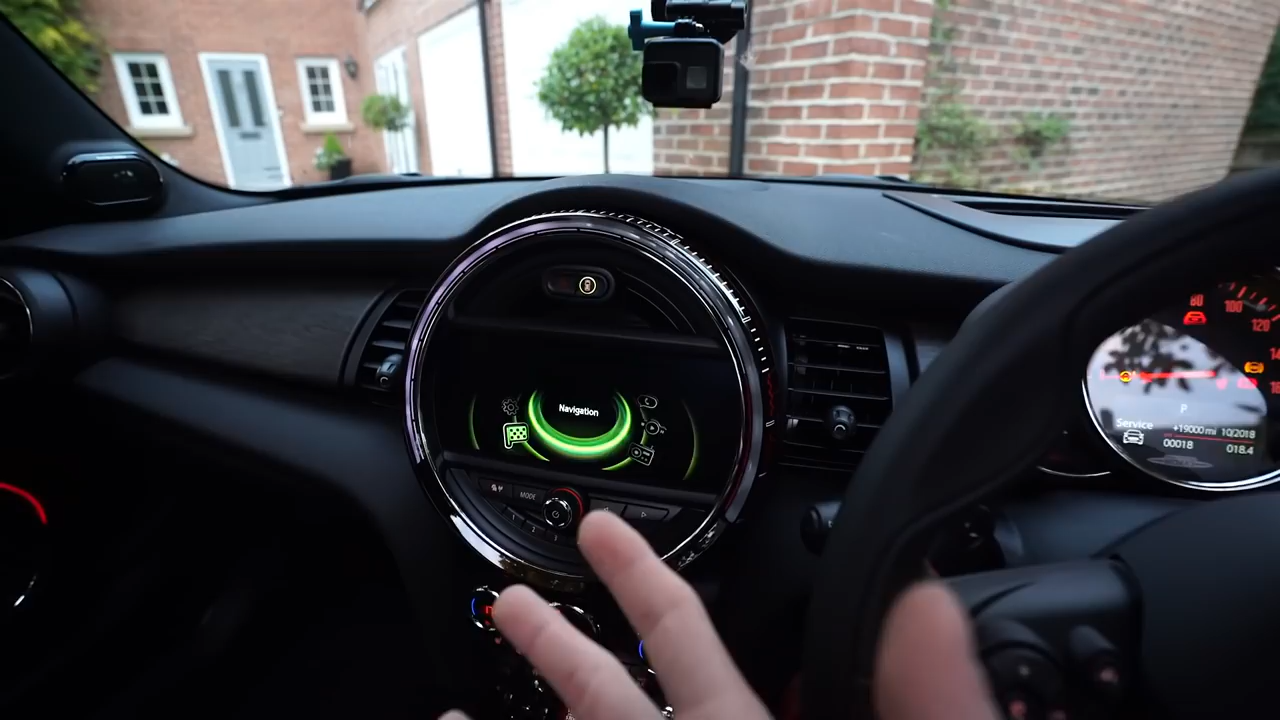 Navigation
MODE
80
100
120
P
Service
+19000 mi 10/2018
00018
018.4